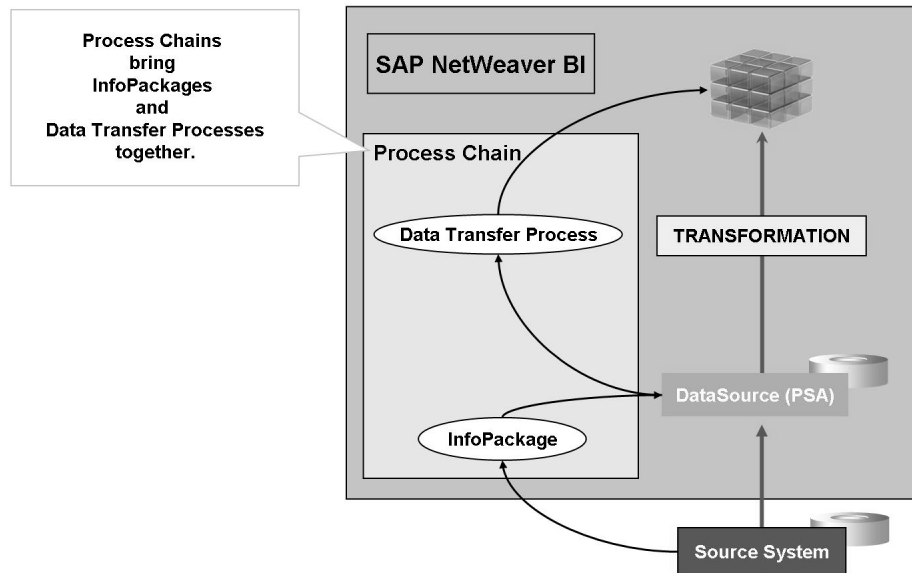 Process Chains
bring
InfoPackages
and
Data Transfer Processes
together.
SAP NetWeaver BI
Process Chain
Data Transfer Process
TRANSFORMATION
DataSource (PSA)
InfoPackage
Source System